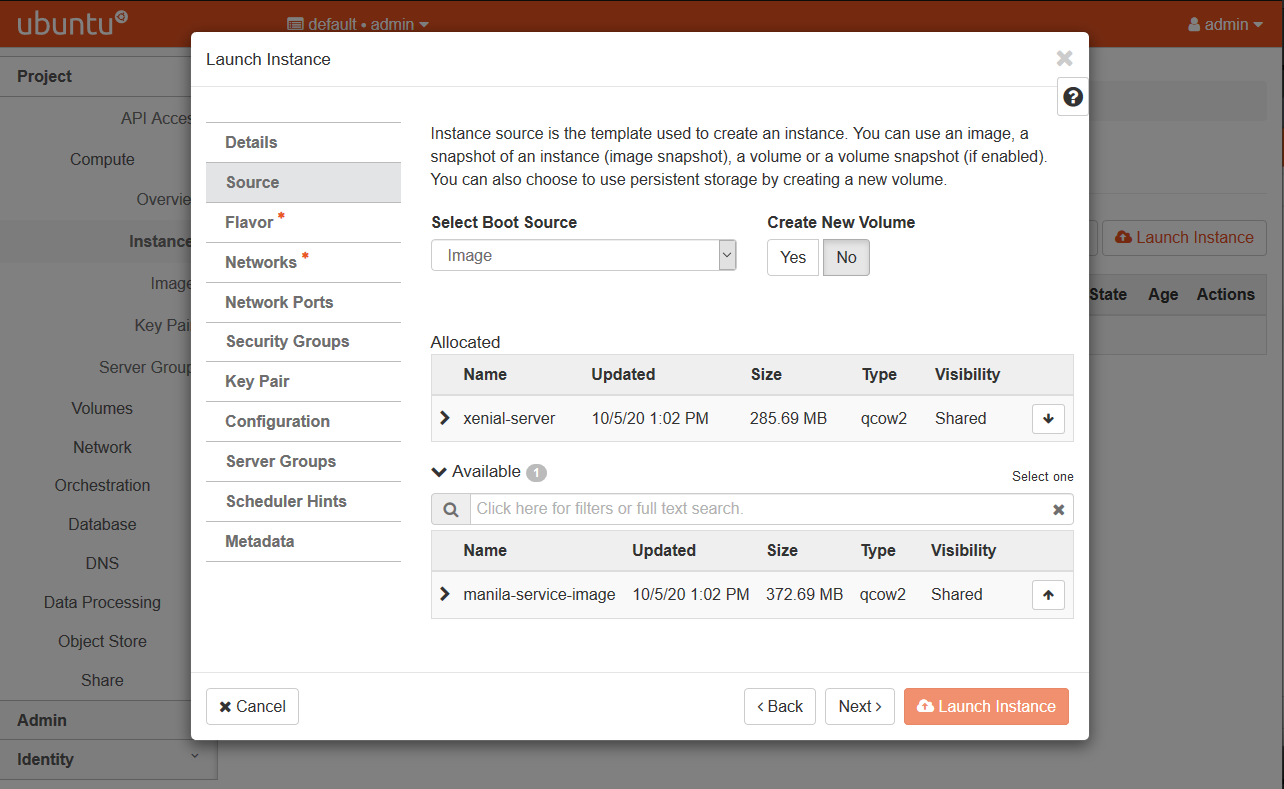 ubuntu
default • admin
admin
Launch Instance
Project
API Acces
Compute
Overvie
Instance
Image
Key Pai
Server Group
Volumes
Network
Orchestration
Database
DNS
Data Processing
Object Store
Share
Admin
Identity
Details
Source
Flavor *
Networks *
Network Ports
Security Groups
Key Pair
Configuration
Server Groups
Scheduler Hints
Metadata
Instance source is the template used to create an instance. You can use an image, a
snapshot of an instance (image snapshot), a volume or a volume snapshot (if enabled).
You can also choose to use persistent storage by creating a new volume.
Select Boot Source
Create New Volume
Image
Yes No
Allocated
Name Updated Size Type Visibility
xenial-server 10/5/20 1:02 PM 285.69 MB qcow2 Shared
Available 1
Select one
Click here for filters or full text search.
Name Updated Size Type Visibility
manila-service-image 10/5/20 1:02 PM 372.69 MB qcow2 Shared
Cancel
Back
Next
Launch Instance
Launch Instance
State Age Actions